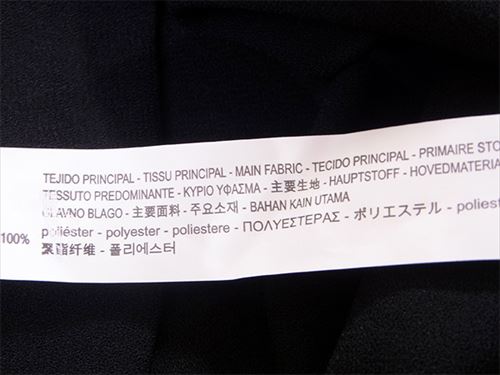 TEJIDO PRINCIPAL - TISSU PRINCIPAL - MAIN FABRIC - TECIDO PRINCIPAL - PRIMAIRE STO
TESSUTO PREDOMINANTE - ΚΥΡΙΟ ΥΦΑΣΜΑ - 主要生地 - HAUPTSTOFF - HOVEDMATERIA
GLAVNO BLAGO - 主要面料 - 주요소재 - BAHAN KAIN UTAMA
100% poliéster - polyester - poliestere - ΠΟΛΥΕΣΤΕΡΑΣ - ポリエステル - poliest
聚酯纤维 - 폴리에스터